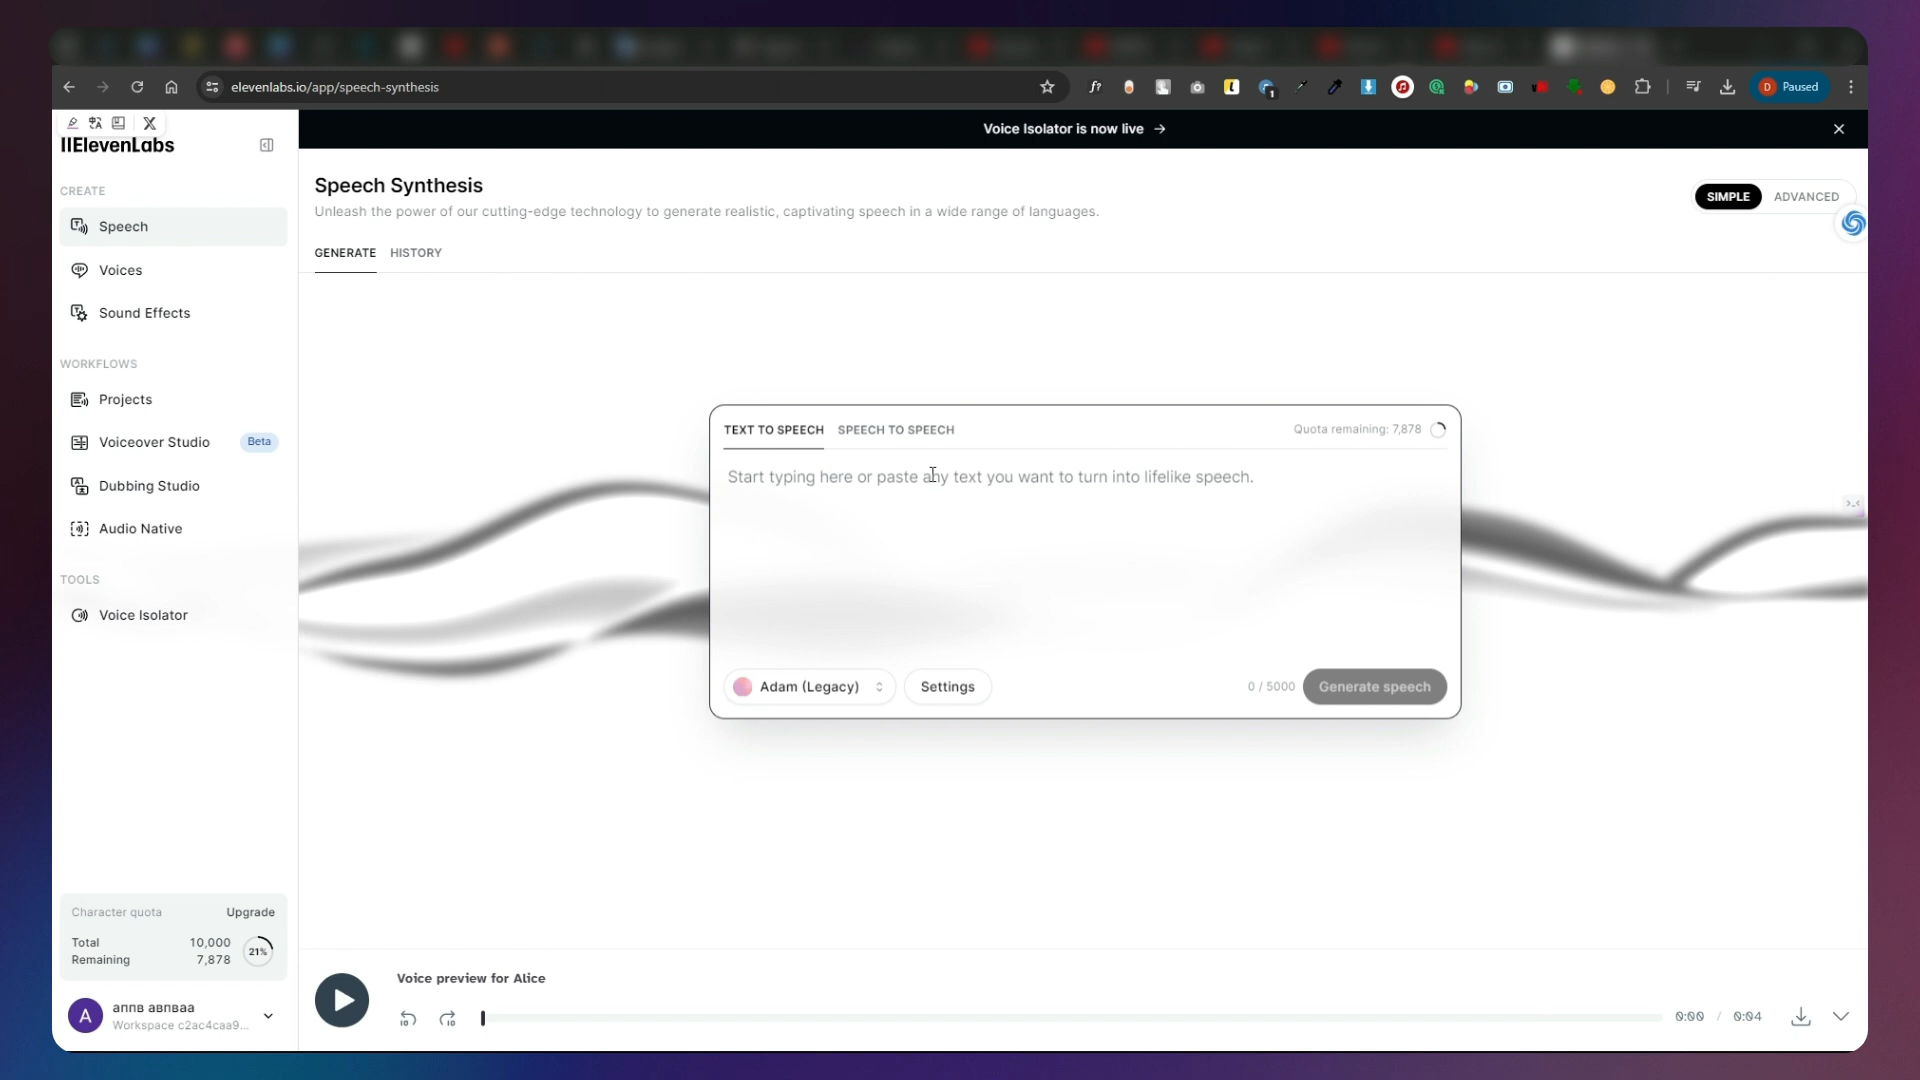 elevenlabs.io/app/speech-synthesis
1
D Paused
IIElevenLabs
Voice Isolator is now live →
CREATE
Speech
Voices
Sound Effects
WORKFLOWS
Projects
Voiceover Studio Beta
Dubbing Studio
Audio Native
TOOLS
Voice Isolator
Speech Synthesis
Unleash the power of our cutting-edge technology to generate realistic, captivating speech in a wide range of languages.
SIMPLE ADVANCED
GENERATE HISTORY
TEXT TO SPEECH SPEECH TO SPEECH Quota remaining: 7,878
Start typing here or paste any text you want to turn into lifelike speech.
Adam (Legacy) Settings 0 / 5000 Generate speech
Character quota Upgrade
Total 10,000
Remaining 7,878
21%
A аппв авпваа
Workspace c2ac4caa9...
Voice preview for Alice
10 10 0:00 / 0:04